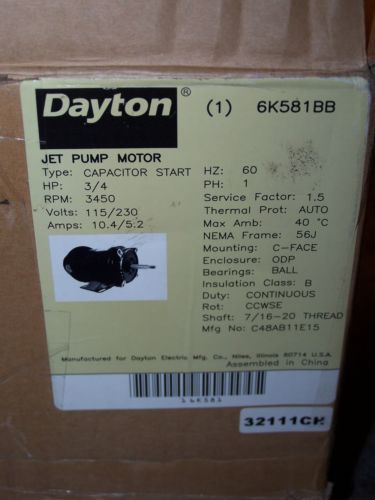 Dayton® (1) 6K581BB
JET PUMP MOTOR
Type: CAPACITOR START
HP: 3/4
RPM: 3450
Volts: 115/230
Amps: 10.4/5.2
HZ: 60
PH: 1
Service Factor: 1.5
Thermal Prot: AUTO
Max Amb: 40 °C
NEMA Frame: 56J
Mounting: C-FACE
Enclosure: ODP
Bearings: BALL
Insulation Class: B
Duty: CONTINUOUS
Rot: CCWSE
Shaft: 7/16-20 THREAD
Mfg No: C48AB11E15
Manufactured for Dayton Electric Mfg. Co., Niles, Illinois 60714 U.S.A.
Assembled in China
32111CH